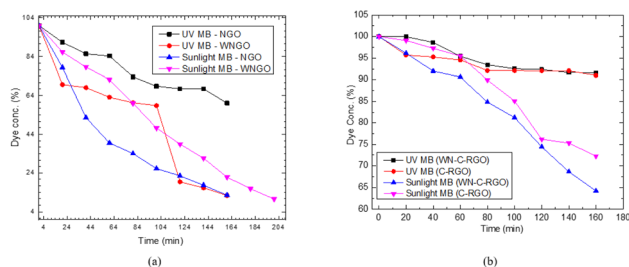 104
84
64
44
24
4
Dye conc. (%)
UV MB - NGO
UV MB - WNGO
Sunlight MB - NGO
Sunlight MB - WNGO
4 24 44 64 84 104 124 144 164 184 204
Time (min)
(a)
105
100
95
90
85
80
75
70
65
60
Dye Conc. (%)
UV MB (WN-C-RGO)
UV MB (C-RGO)
Sunlight MB (WN-C-RGO)
Sunlight MB (C-RGO)
0 20 40 60 80 100 120 140 160
Time (min)
(b)